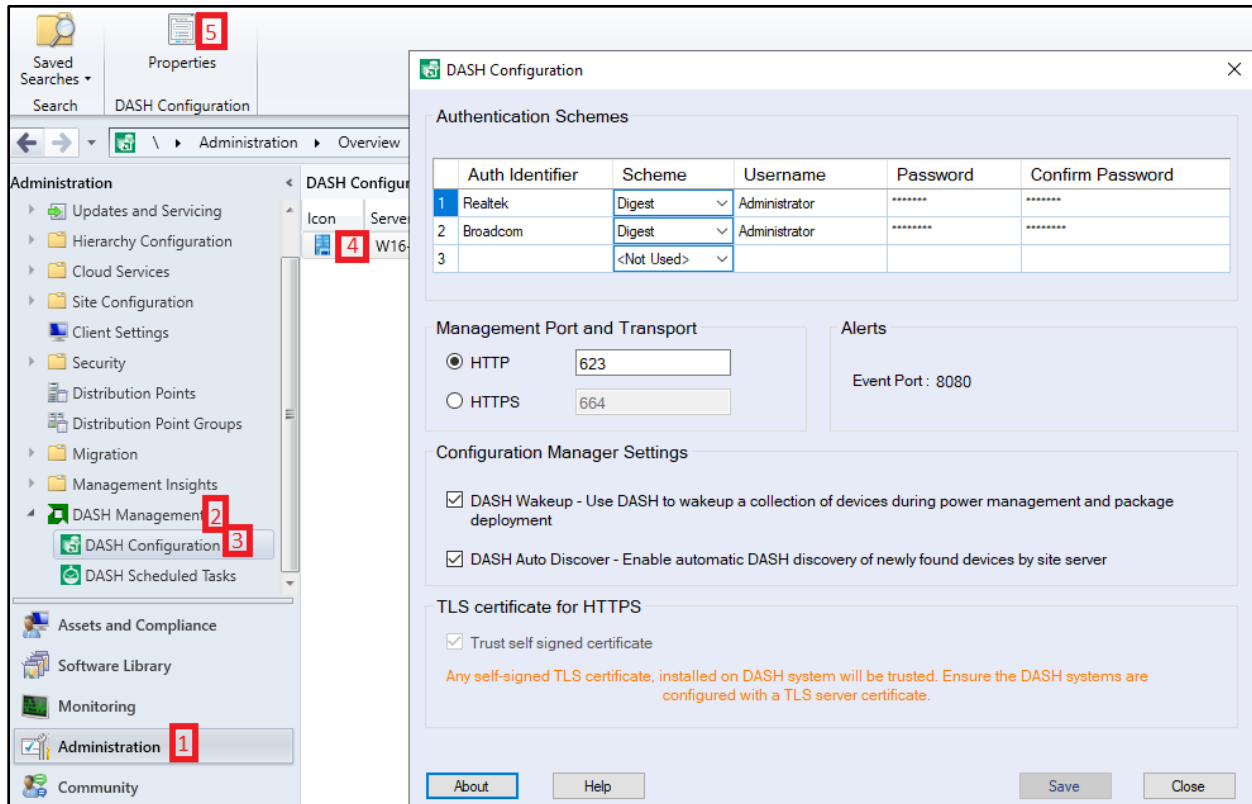 5
Saved
Searches
Properties
Search
DASH Configuration
\ Administration Overview
Administration
Updates and Servicing
Hierarchy Configuration
Cloud Services
Site Configuration
Client Settings
Security
Distribution Points
Distribution Point Groups
Migration
Management Insights
DASH Management 2
DASH Configuration 3
DASH Scheduled Tasks
Assets and Compliance
Software Library
Monitoring
Administration 1
Community
DASH Configur
Icon Server
4 W16-
DASH Configuration
Authentication Schemes
Auth Identifier Scheme Username Password Confirm Password
1 Realtek Digest Administrator ******* *******
2 Broadcom Digest Administrator ******** ********
3 <Not Used>
Management Port and Transport
HTTP 623
HTTPS 664
Alerts
Event Port : 8080
Configuration Manager Settings
DASH Wakeup - Use DASH to wakeup a collection of devices during power management and package
deployment
DASH Auto Discover - Enable automatic DASH discovery of newly found devices by site server
TLS certificate for HTTPS
Trust self signed certificate
Any self-signed TLS certificate, installed on DASH system will be trusted. Ensure the DASH systems are
configured with a TLS server certificate.
About Help Save Close